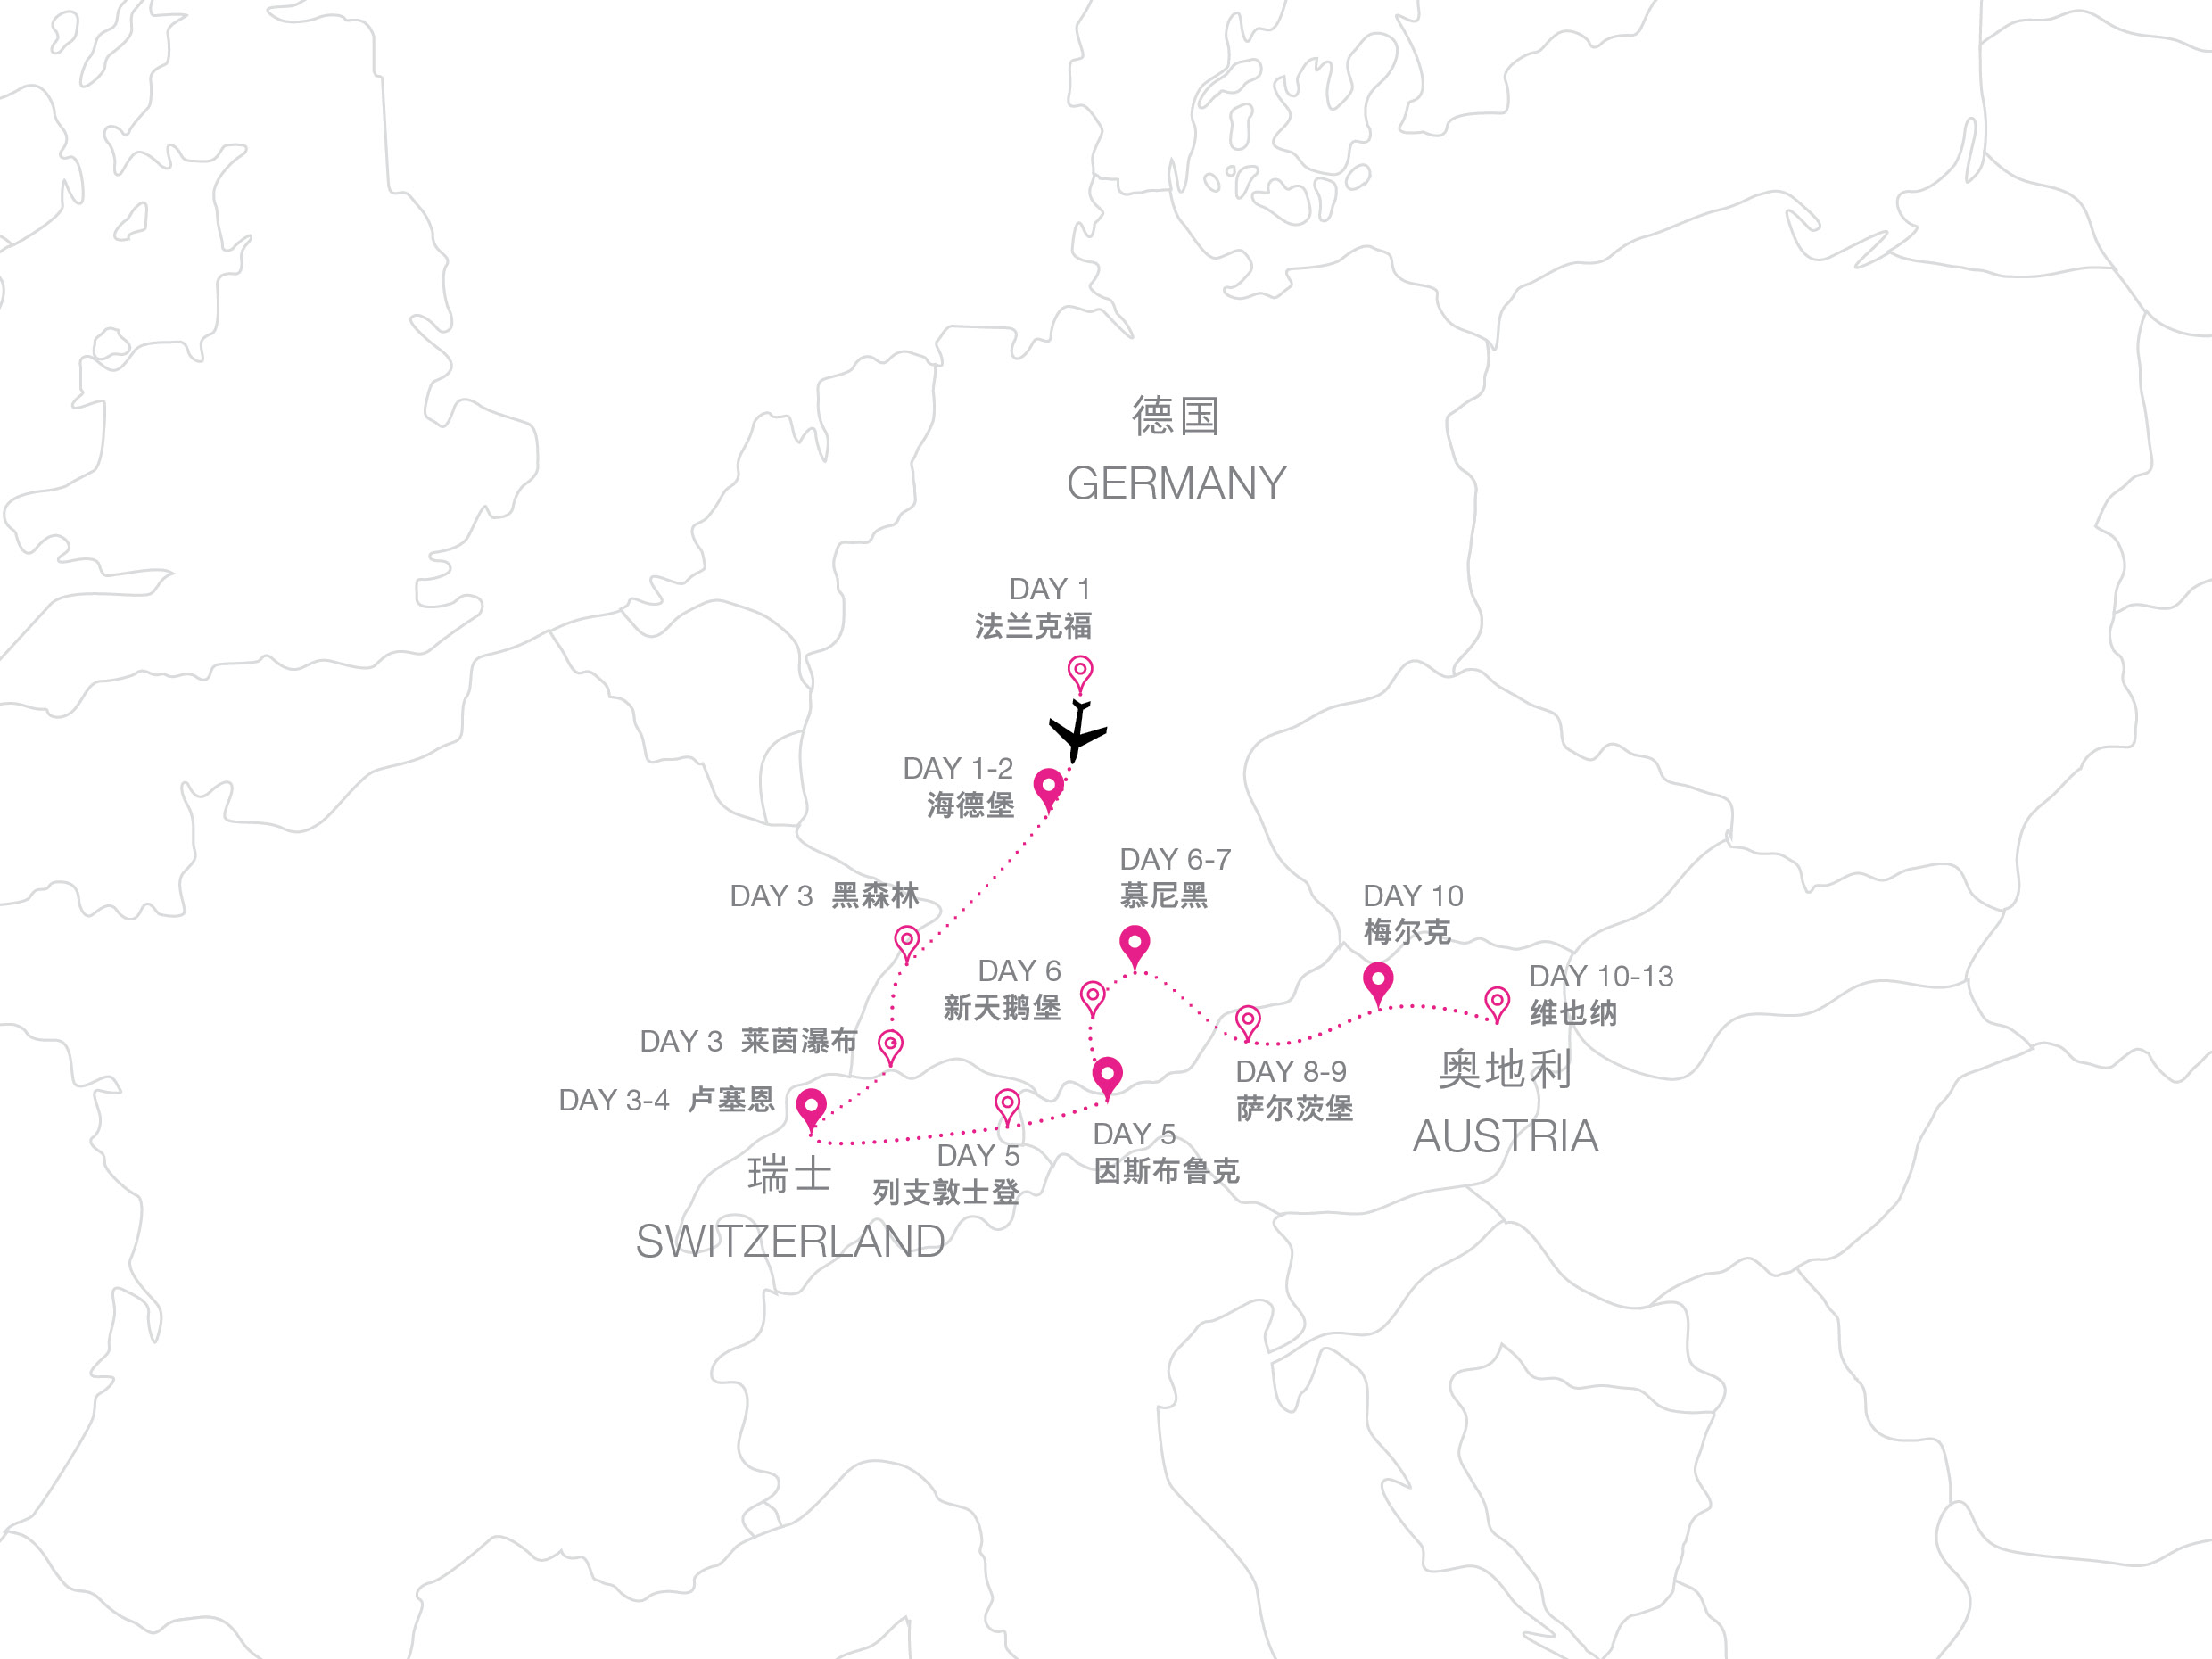 德国
GERMANY
DAY 1
法兰克福
DAY 1-2
海德堡
DAY 3 黑森林
DAY 3 莱茵瀑布
DAY 3-4 卢塞恩
瑞士
SWITZERLAND
DAY 5
列支敦士登
DAY 5
因斯布鲁克
DAY 6
新天鹅堡
DAY 6-7
慕尼黑
DAY 8-9
萨尔茨堡
DAY 10
梅尔克
DAY 10-13
维也纳
奥地利
AUSTRIA